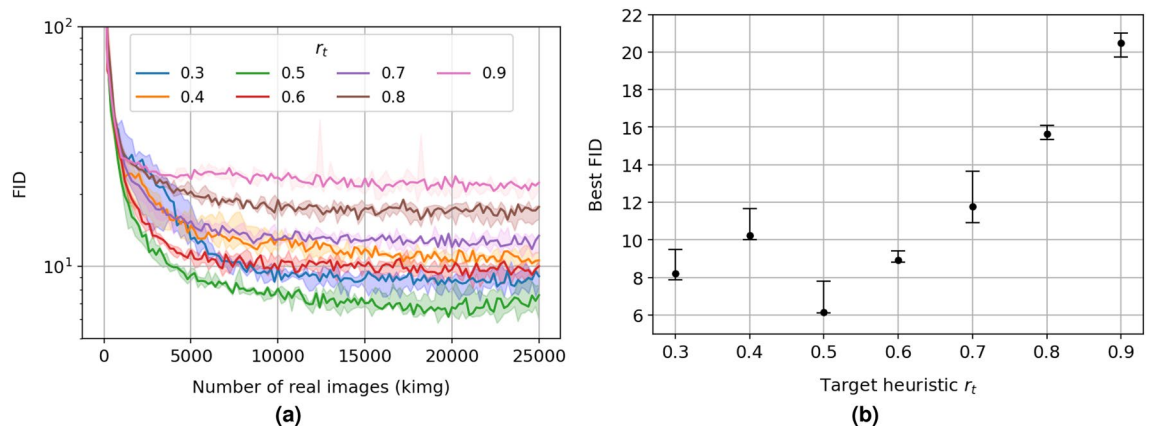 10²
10¹
FID
r_t
0.3 0.5 0.7 0.9
0.4 0.6 0.8
0 5000 10000 15000 20000 25000
Number of real images (kimg)
(a)
22
20
18
16
14
12
10
8
6
Best FID
0.3 0.4 0.5 0.6 0.7 0.8 0.9
Target heuristic r_t
(b)